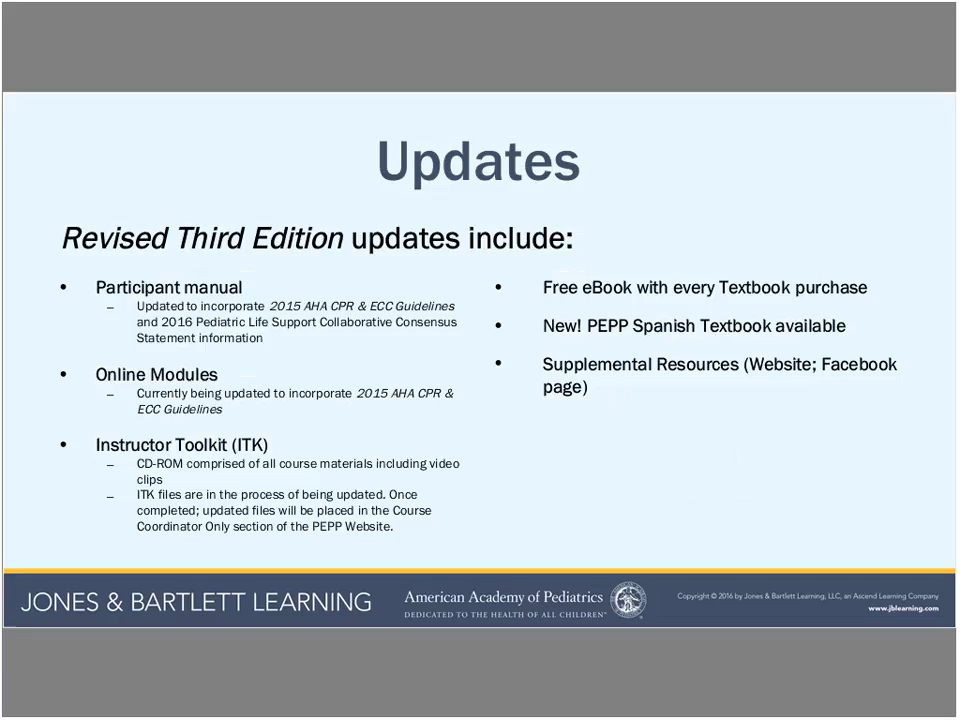 Updates
Revised Third Edition updates include:
• Participant manual
– Updated to incorporate 2015 AHA CPR & ECC Guidelines
and 2016 Pediatric Life Support Collaborative Consensus
Statement information
• Online Modules
– Currently being updated to incorporate 2015 AHA CPR &
ECC Guidelines
• Instructor Toolkit (ITK)
– CD-ROM comprised of all course materials including video
clips
– ITK files are in the process of being updated. Once
completed; updated files will be placed in the Course
Coordinator Only section of the PEPP Website.
• Free eBook with every Textbook purchase
• New! PEPP Spanish Textbook available
• Supplemental Resources (Website; Facebook
page)
JONES & BARTLETT LEARNING
American Academy of Pediatrics
DEDICATED TO THE HEALTH OF ALL CHILDREN™
Copyright © 2016 by Jones & Bartlett Learning, LLC, an Ascend Learning Company
www.jblearning.com